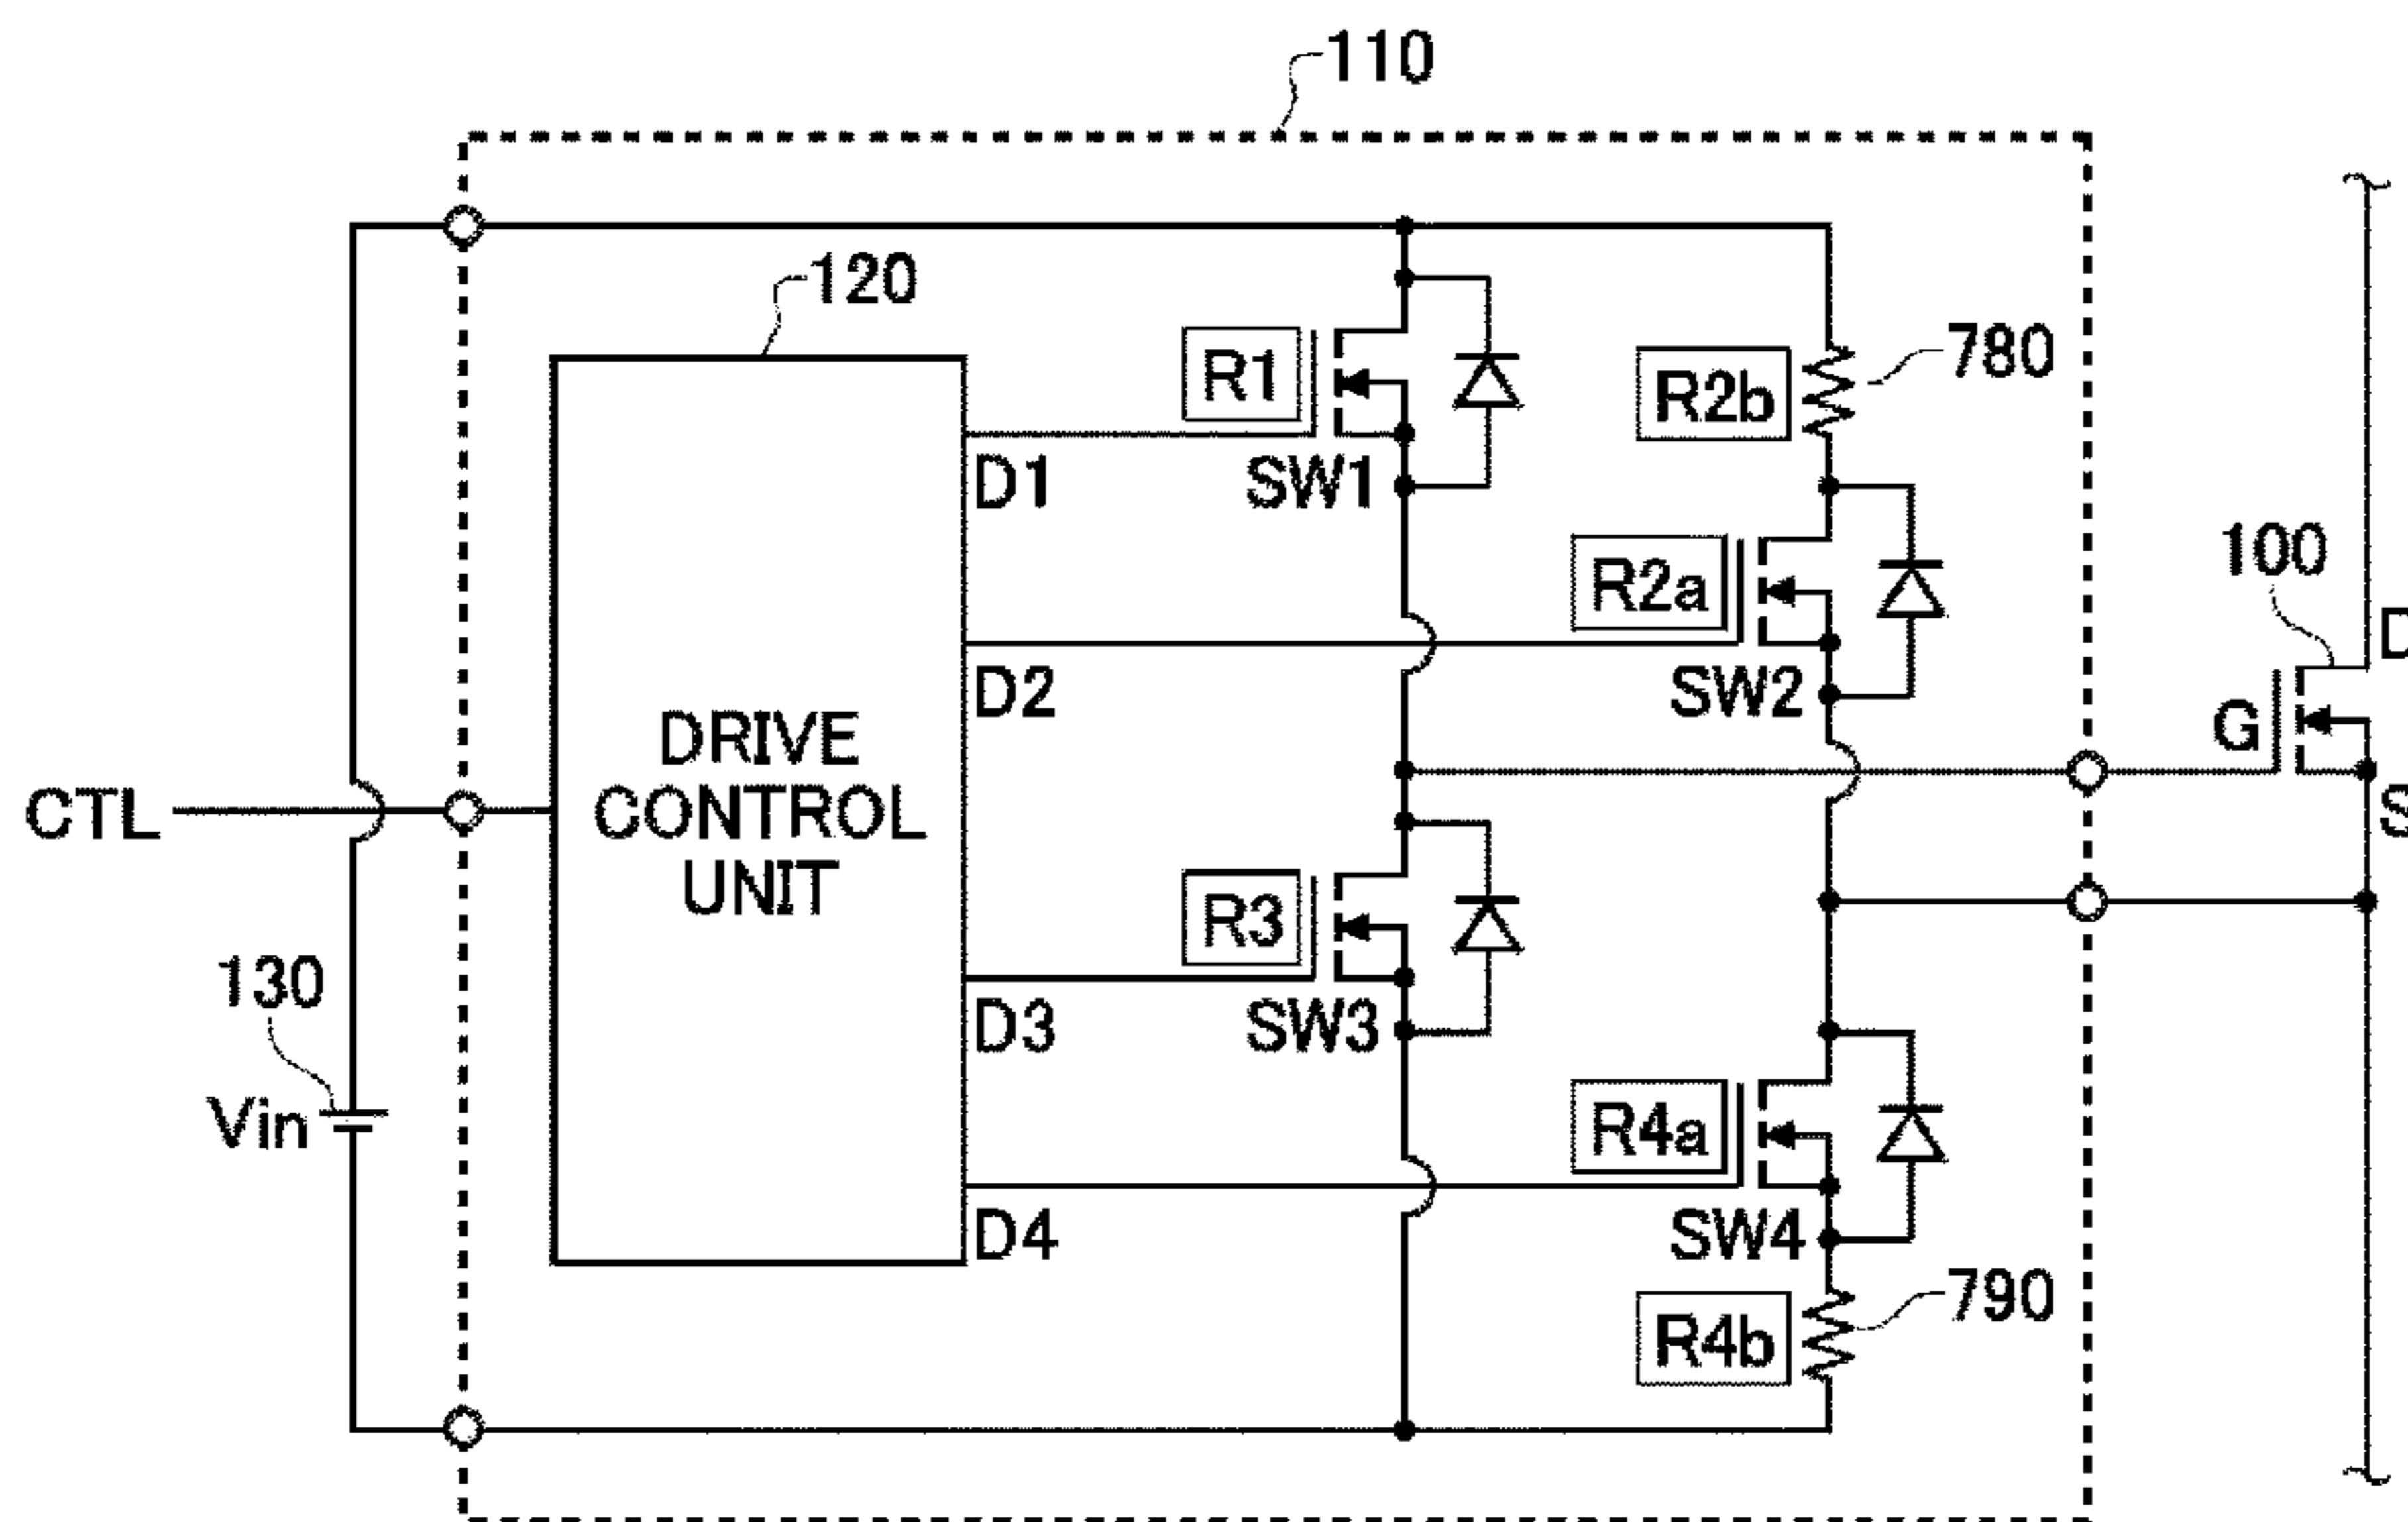 110
120
R1
780
R2b
D1
SW1
100
R2a
D
D2
SW2
G
DRIVE
CONTROL
UNIT
CTL
S
R3
130
D3
SW3
Vin
R4a
D4
SW4
790
R4b